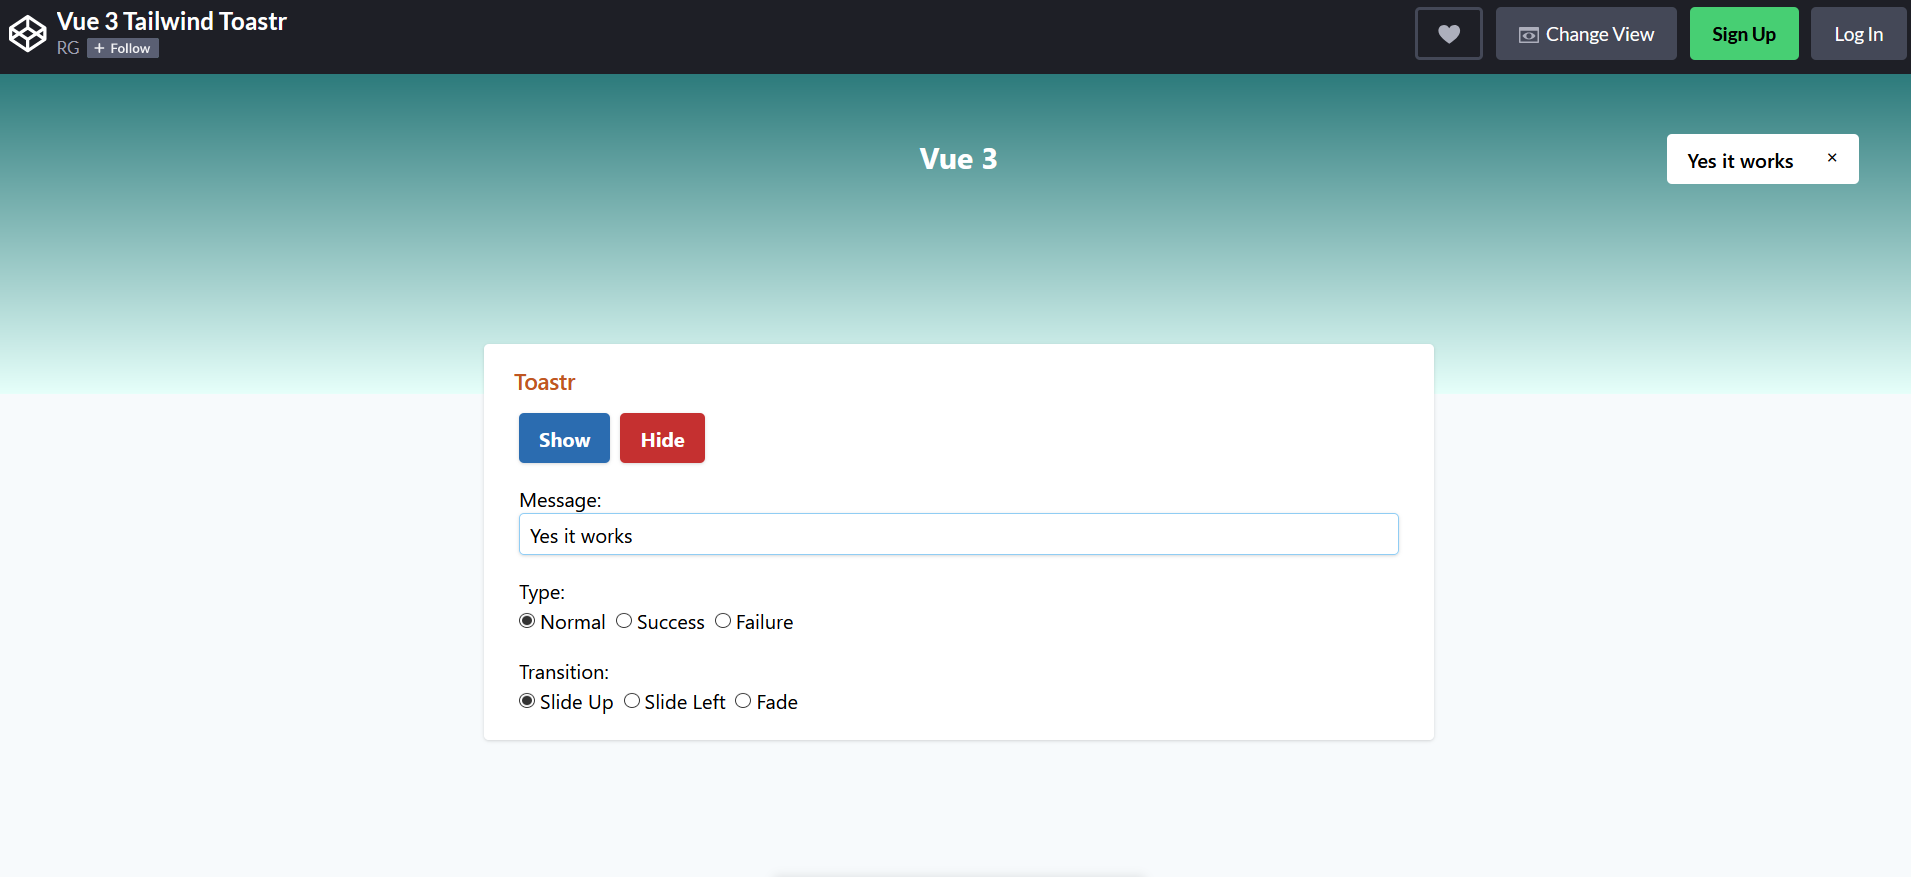 Vue 3 Tailwind Toastr
RG + Follow
Change View
Sign Up
Log In
Vue 3
Yes it works ×
Toastr
Show Hide
Message:
Yes it works
Type:
Normal Success Failure
Transition:
Slide Up Slide Left Fade